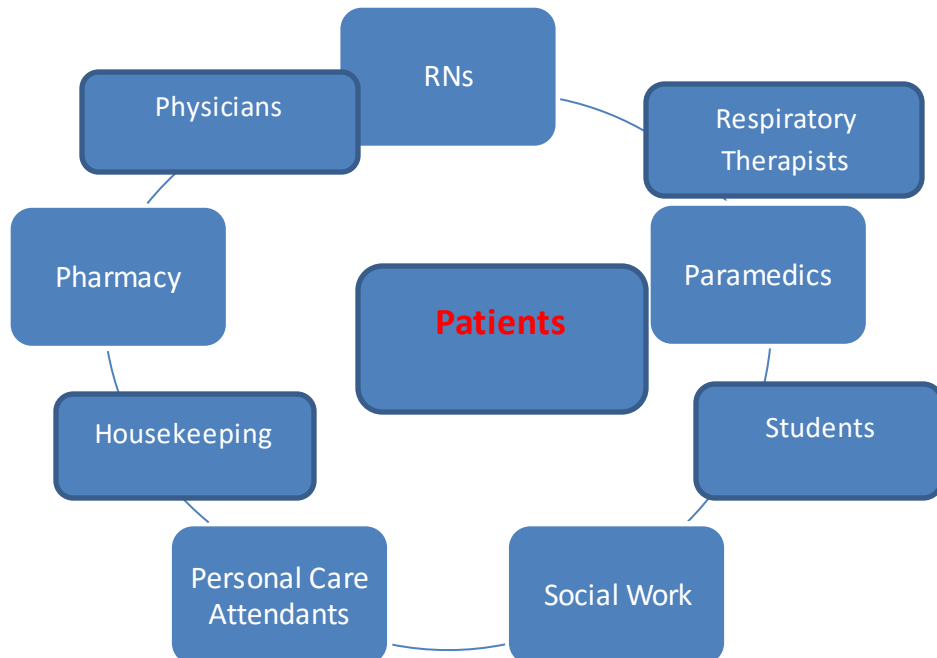 RNs
Physicians
Respiratory
Therapists
Pharmacy
Paramedics
Patients
Housekeeping
Students
Personal Care
Attendants
Social Work